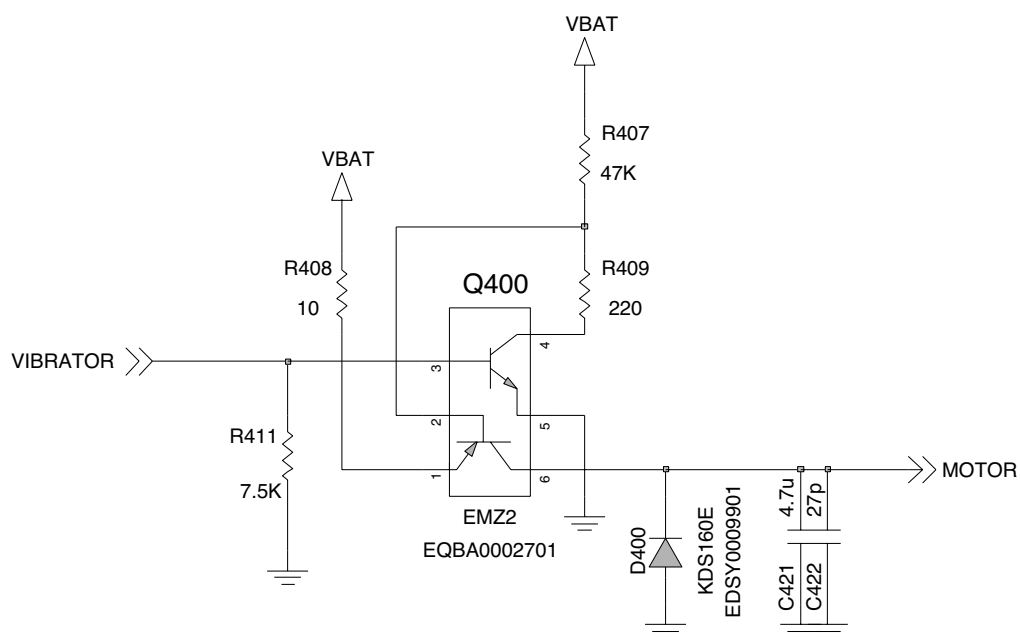 VBAT
R407
47K
VBAT
R408
10
Q400
R409
220
4
VIBRATOR
3
2
5
R411
7.5K
1
6
MOTOR
EMZ2
EQBA0002701
D400
KDS160E
EDSY0009901
4.7u
27p
C421
C422